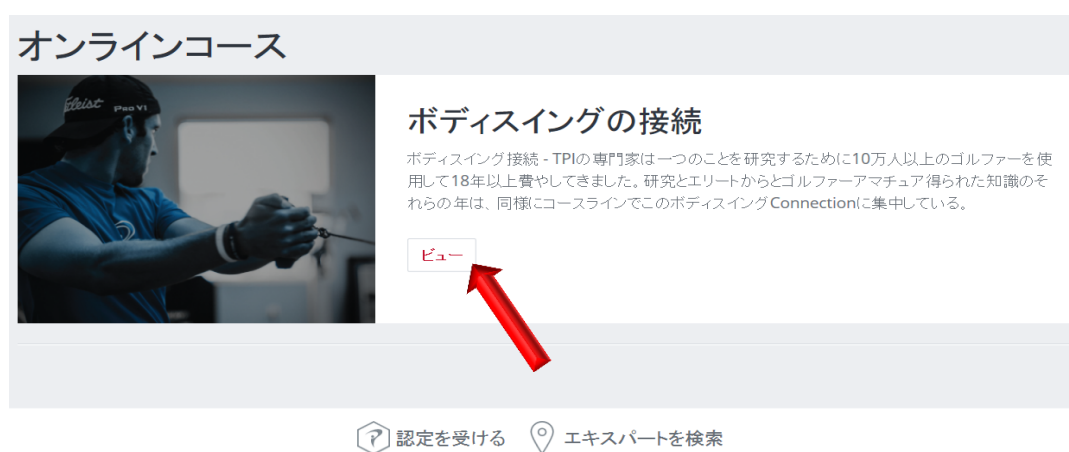 オンラインコース
Titleist PRO V1
ボディスイングの接続
ボディスイング接続 - TPIの専門家は一つのことを研究するために10万人以上のゴルファーを使
用して18年以上費やしてきました。研究とエリートからとゴルファーアマチュア得られた知識のそ
れらの年は、同様にコースラインでこのボディスイングConnectionに集中している。
ビュー
認定を受ける エキスパートを検索